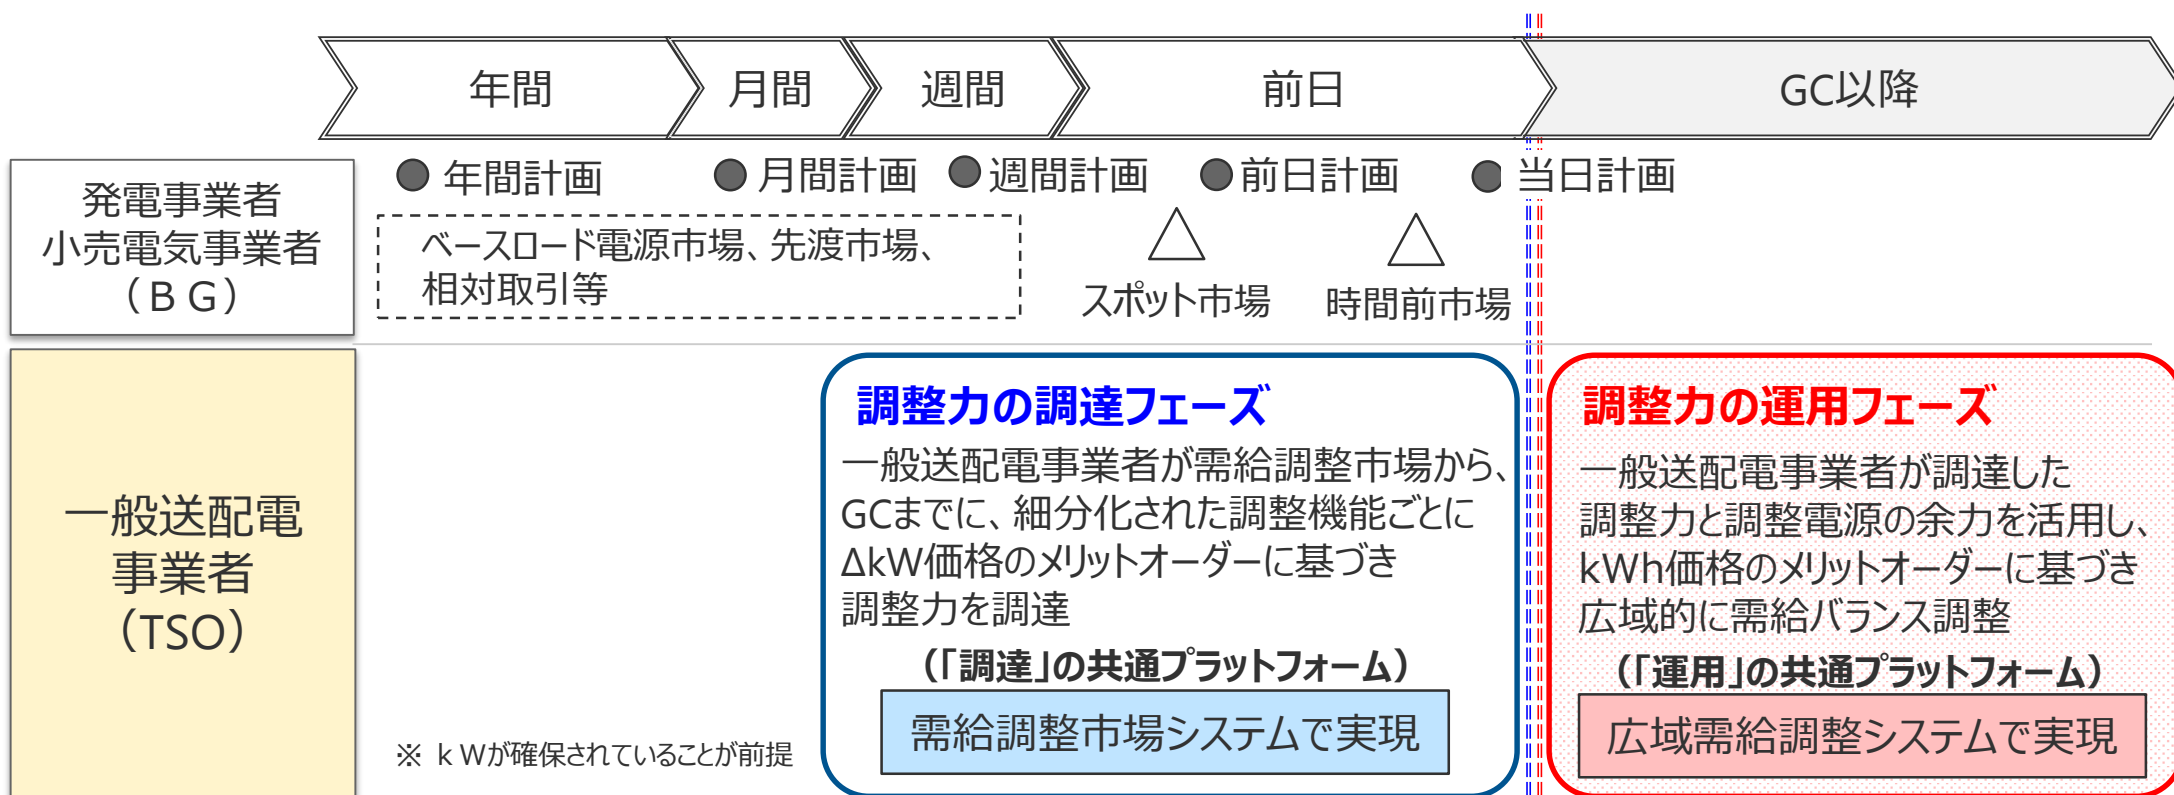 年間
月間
週間
前日
GC以降
発電事業者
小売電気事業者
（ＢＧ）
● 年間計画
● 月間計画
● 週間計画
● 前日計画
● 当日計画
ベースロード電源市場、先渡市場、
相対取引等
スポット市場
時間前市場
一般送配電
事業者
（TSO）
※ ｋWが確保されていることが前提
調整力の調達フェーズ
一般送配電事業者が需給調整市場から、
GCまでに、細分化された調整機能ごとに
ΔkW価格のメリットオーダーに基づき
調整力を調達
（「調達」の共通プラットフォーム）
需給調整市場システムで実現
調整力の運用フェーズ
一般送配電事業者が調達した
調整力と調整電源の余力を活用し、
kWh価格のメリットオーダーに基づき
広域的に需給バランス調整
（「運用」の共通プラットフォーム）
広域需給調整システムで実現